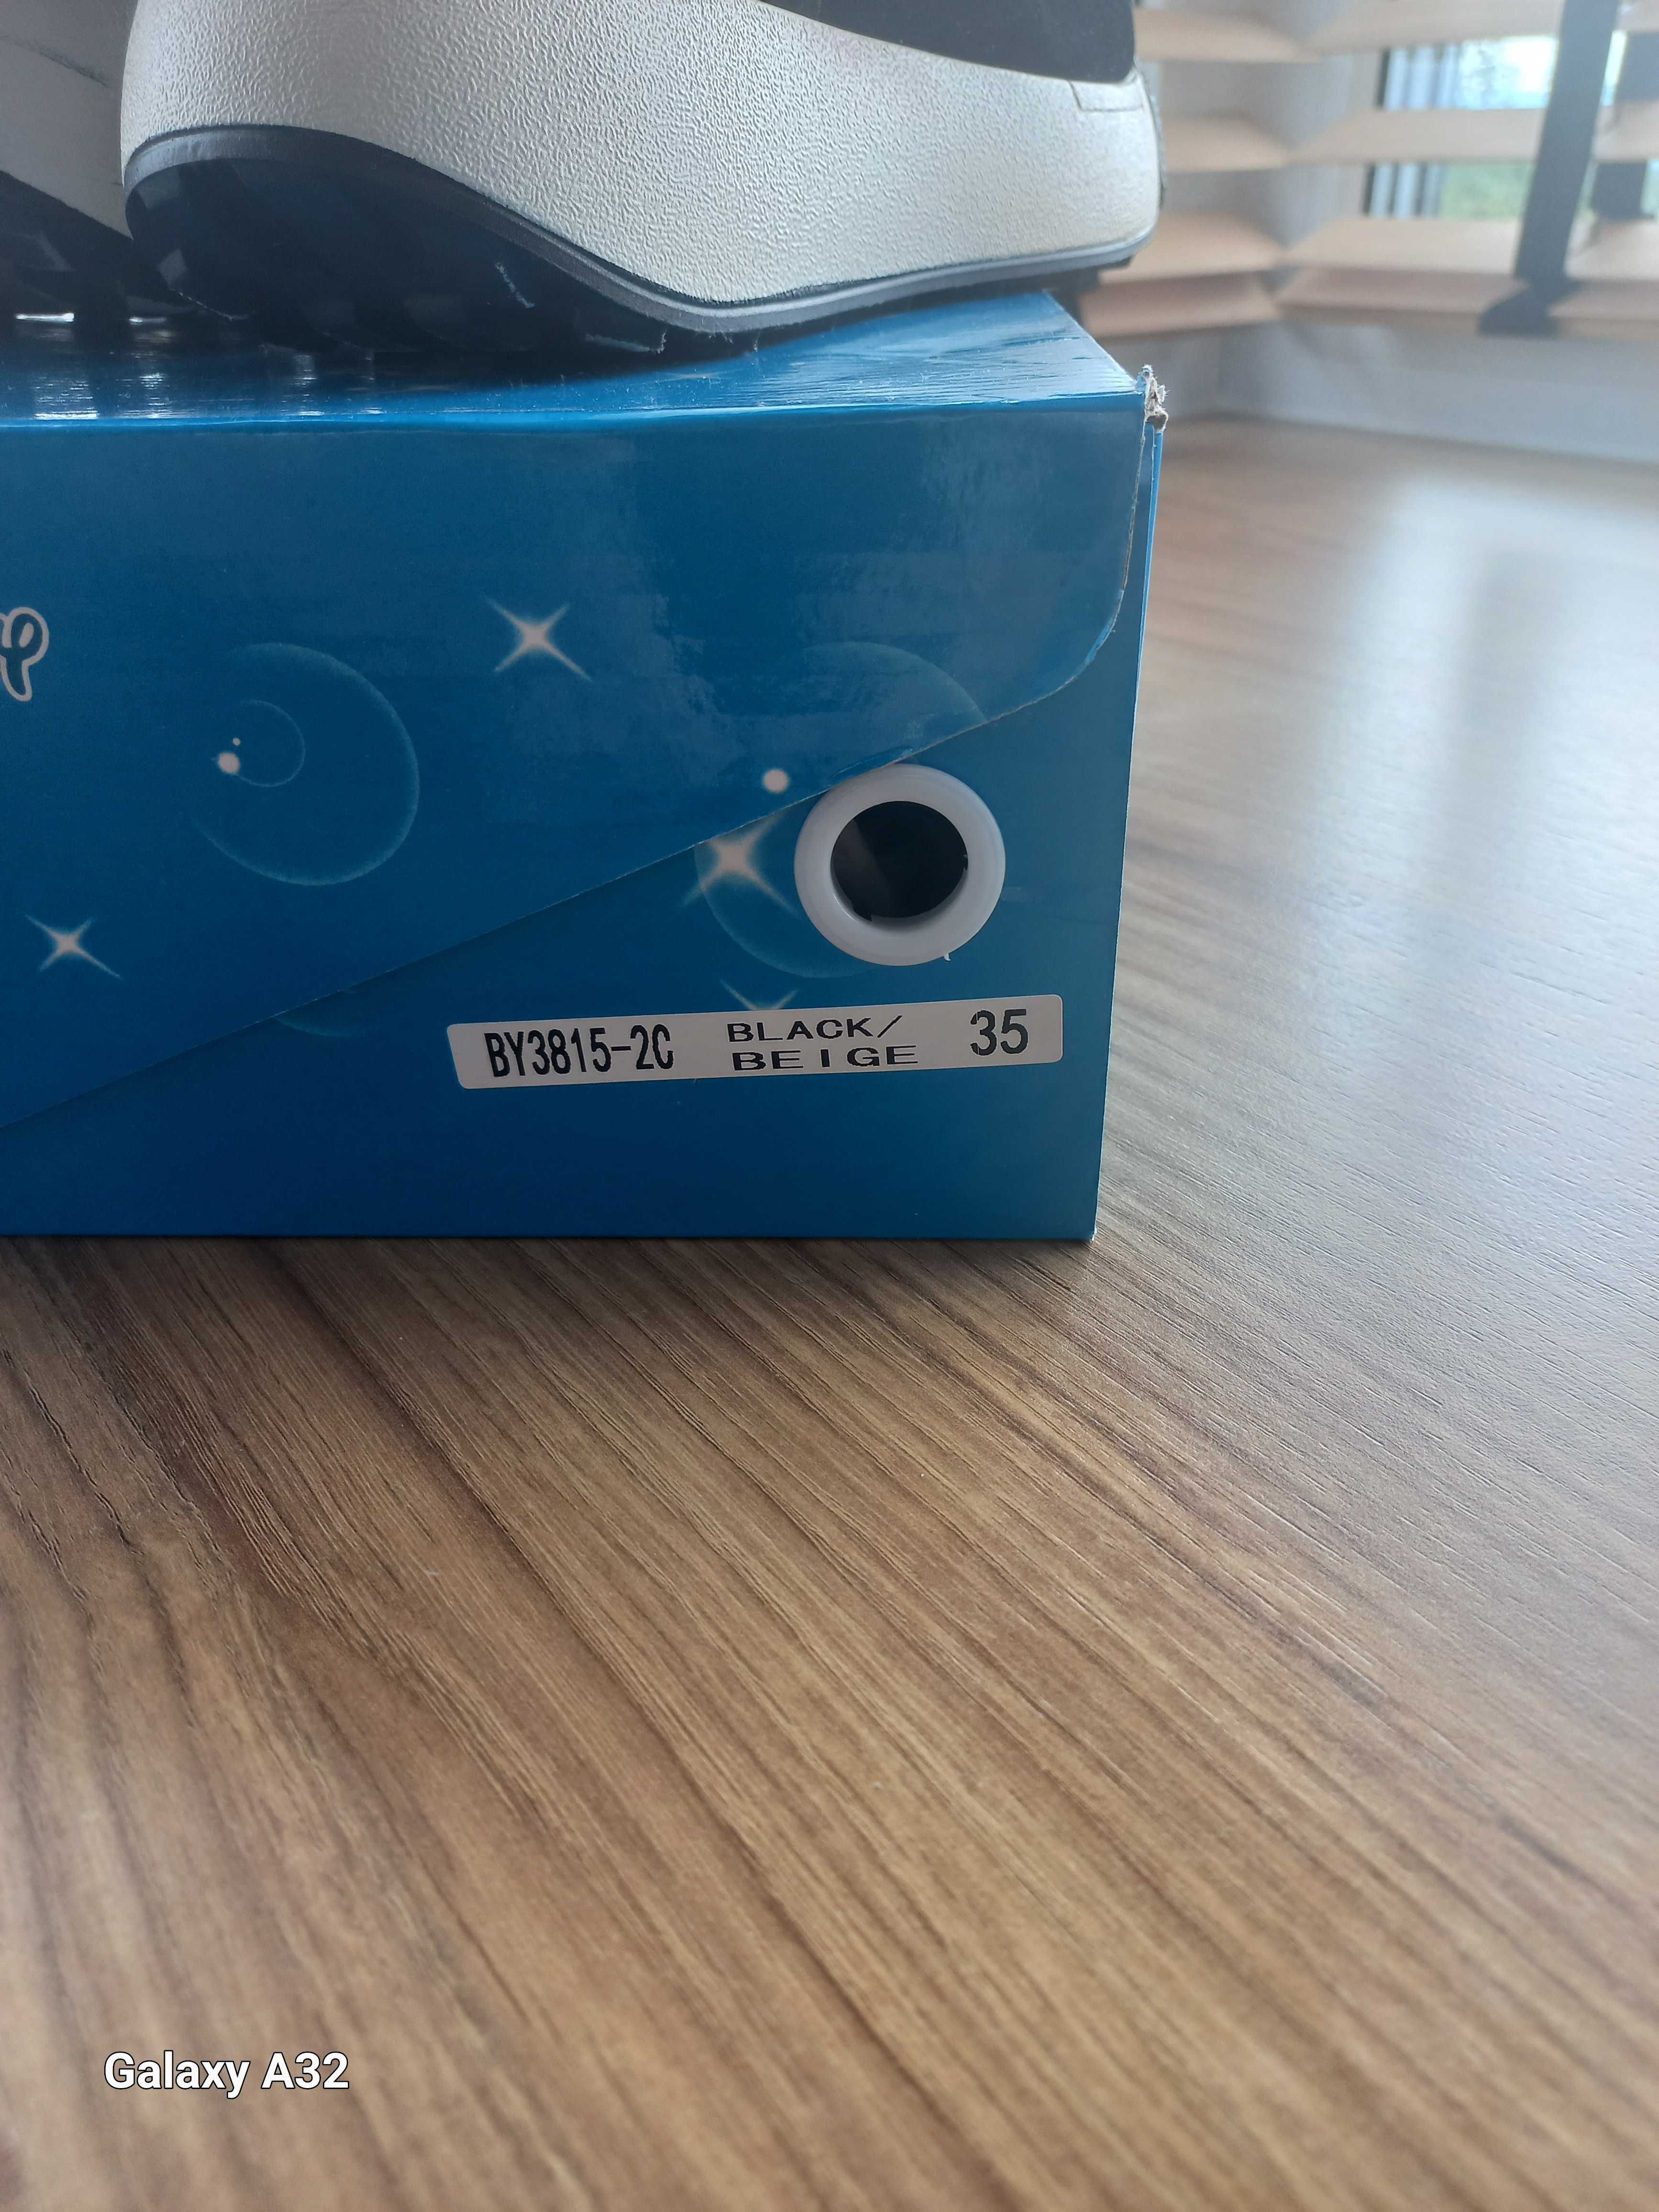 BY3815-2C BLACK/
BEIGE 35
Galaxy A32